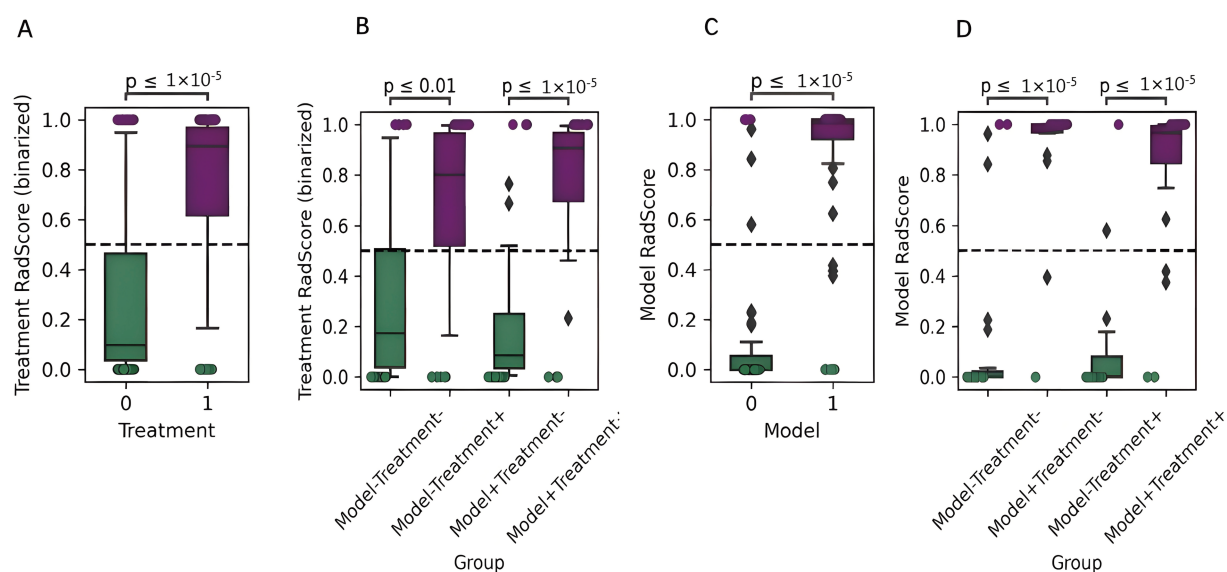 A
B
C
D
p ≤ 1×10⁻⁵
p ≤ 0.01
p ≤ 1×10⁻⁵
p ≤ 1×10⁻⁵
p ≤ 1×10⁻⁵
p ≤ 1×10⁻⁵
Treatment RadScore (binarized)
1.0
0.8
0.6
0.4
0.2
0.0
0 1
Treatment
Treatment RadScore (binarized)
1.0
0.8
0.6
0.4
0.2
0.0
Model-Treatment-
Model-Treatment+
Model+Treatment-
Model+Treatment
Group
Model RadScore
1.0
0.8
0.6
0.4
0.2
0.0
0 1
Model
Model RadScore
1.0
0.8
0.6
0.4
0.2
0.0
Model-Treatment-
Model+Treatment-
Model-Treatment+
Model+Treatment+
Group